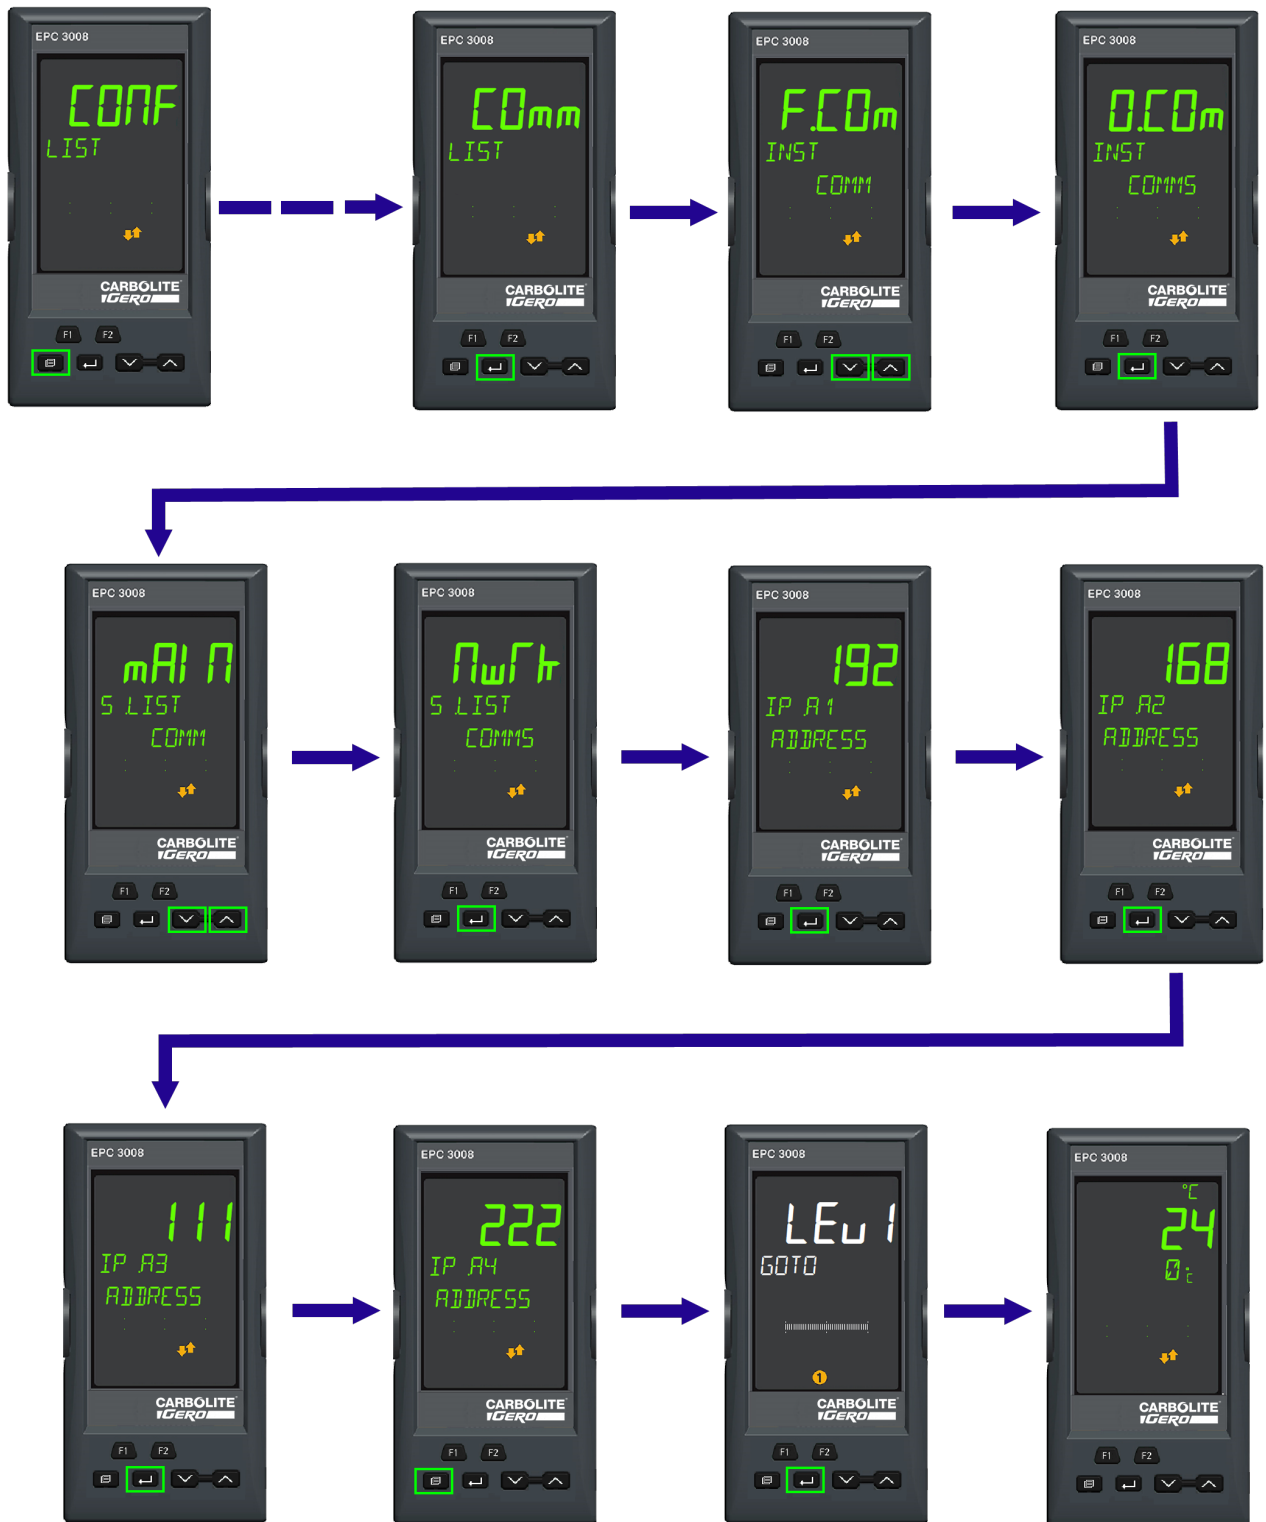 EPC 3008
CONF
LIST
CARBOLITE
GERO
F1 F2
EPC 3008
COmm
LIST
CARBOLITE
GERO
F1 F2
EPC 3008
F.COm
INST
COMM
CARBOLITE
GERO
F1 F2
EPC 3008
O.COm
INST
COMMS
CARBOLITE
GERO
F1 F2
EPC 3008
mAIN
S.LIST
COMM
CARBOLITE
GERO
F1 F2
EPC 3008
NwrK
S.LIST
COMMS
CARBOLITE
GERO
F1 F2
EPC 3008
192
IP.A1
ADDRESS
CARBOLITE
GERO
F1 F2
EPC 3008
168
IP.A2
ADDRESS
CARBOLITE
GERO
F1 F2
EPC 3008
111
IP.A3
ADDRESS
CARBOLITE
GERO
F1 F2
EPC 3008
222
IP.A4
ADDRESS
CARBOLITE
GERO
F1 F2
EPC 3008
LEv1
GOTO
1
CARBOLITE
GERO
F1 F2
EPC 3008
°C
24
0°C
CARBOLITE
GERO
F1 F2